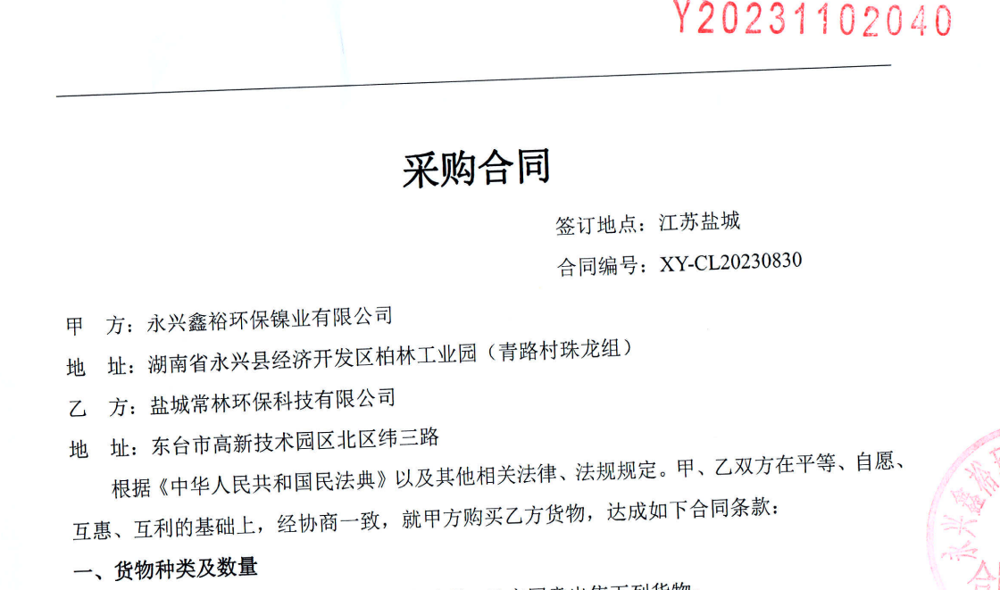 Y20231102040
采购合同
签订地点：江苏盐城
合同编号：XY-CL20230830
甲 方：永兴鑫裕环保镍业有限公司
地 址：湖南省永兴县经济开发区柏林工业园（青路村珠龙组）
乙 方：盐城常林环保科技有限公司
地 址：东台市高新技术园区北区纬三路
根据《中华人民共和国民法典》以及其他相关法律、法规规定。甲、乙双方在平等、自愿、
互惠、互利的基础上，经协商一致，就甲方购买乙方货物，达成如下合同条款：
一、货物种类及数量
永兴鑫裕